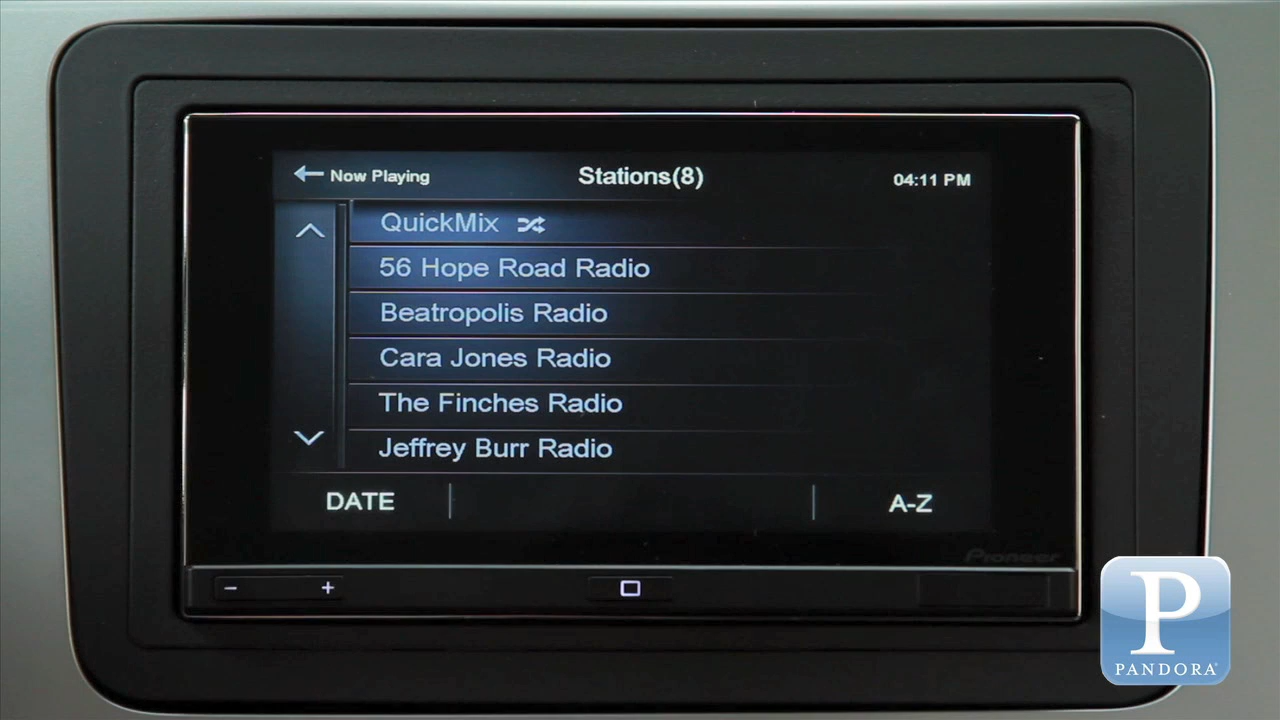 Now Playing
Stations(8)
04:11 PM
QuickMix
56 Hope Road Radio
Beatropolis Radio
Cara Jones Radio
The Finches Radio
Jeffrey Burr Radio
DATE
A-Z
Pioneer
P
PANDORA